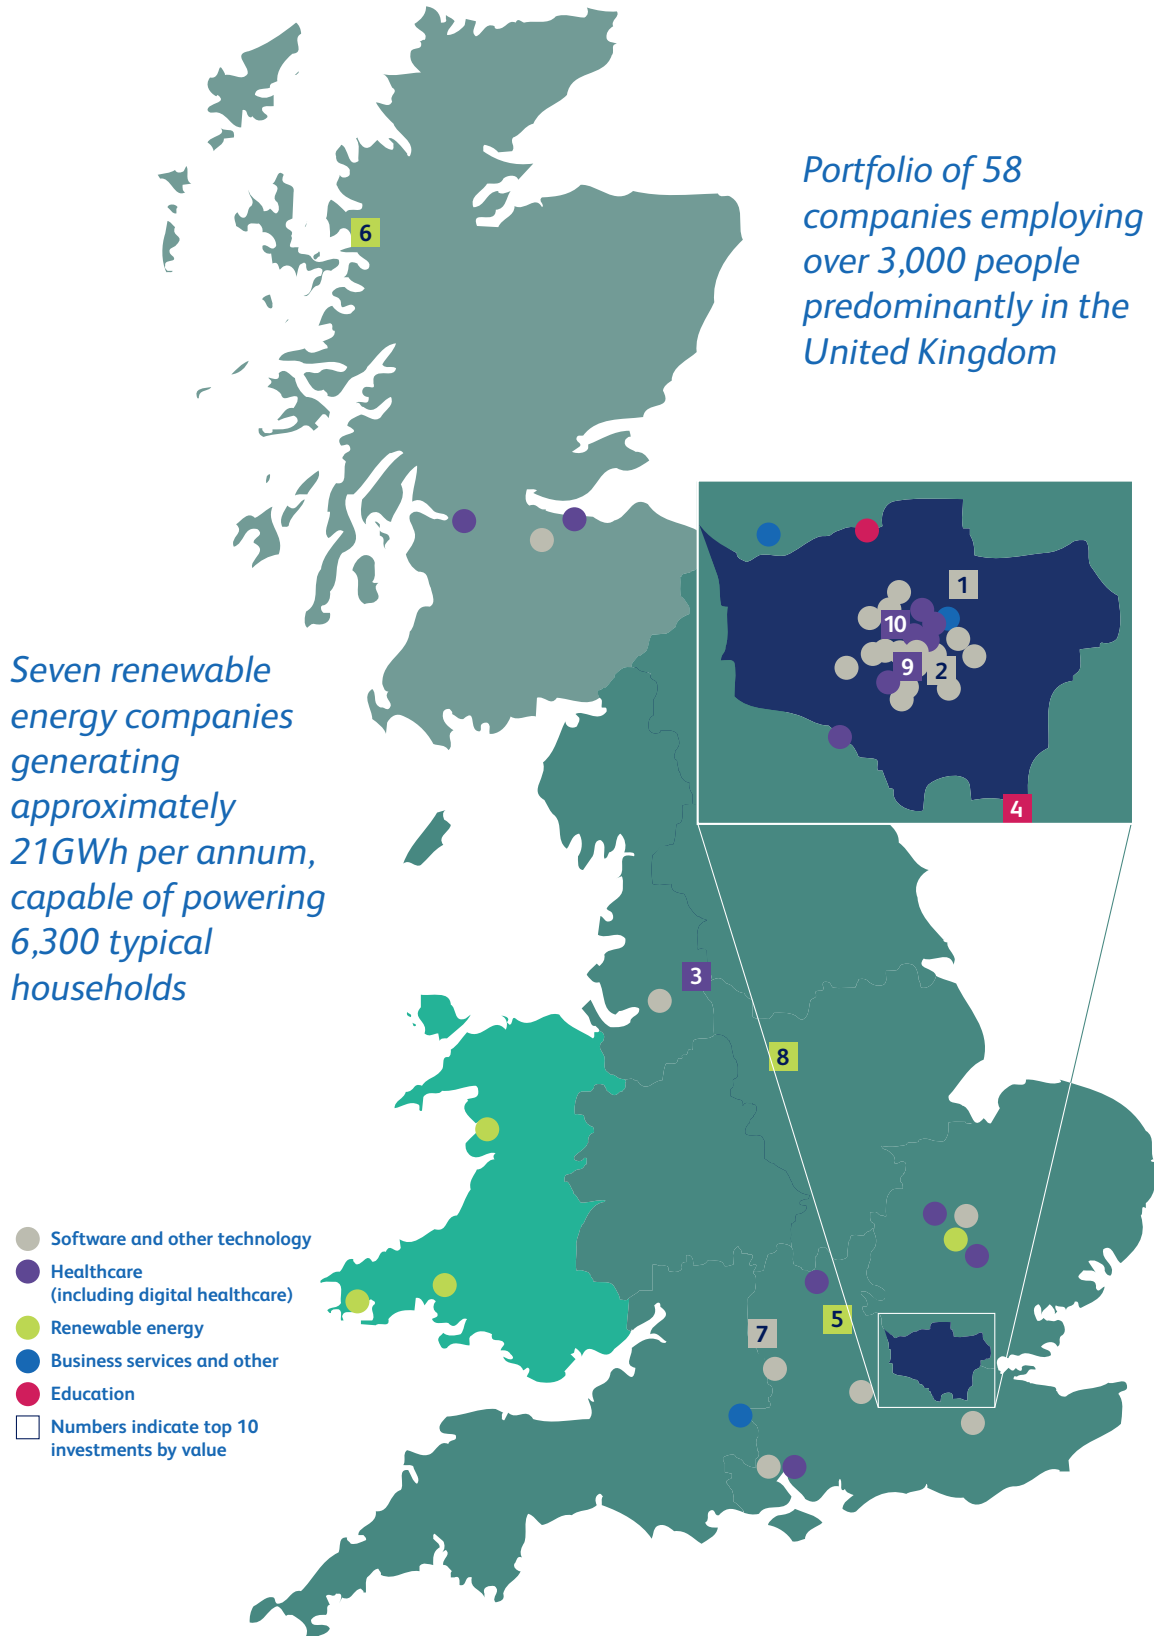 Portfolio of 58
companies employing
over 3,000 people
predominantly in the
United Kingdom
6
1
10
9
2
4
Seven renewable
energy companies
generating
approximately
21GWh per annum,
capable of powering
6,300 typical
households
3
8
5
7
Software and other technology
Healthcare
(including digital healthcare)
Renewable energy
Business services and other
Education
Numbers indicate top 10
investments by value